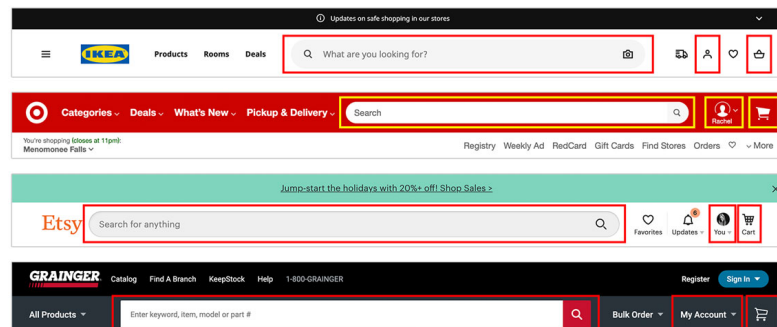 Updates on safe shopping in our stores
IKEA Products Rooms Deals What are you looking for?
Categories Deals What's New Pickup & Delivery Search Rachel
You're shopping (closes at 11pm):
Menomonee Falls
Registry Weekly Ad RedCard Gift Cards Find Stores Orders More
Jump-start the holidays with 20%+ off! Shop Sales >
Etsy Search for anything Favorites 6 Updates You Cart
GRAINGER Catalog Find A Branch KeepStock Help 1-800-GRAINGER Register Sign In
All Products Enter keyword, item, model or part # Bulk Order My Account